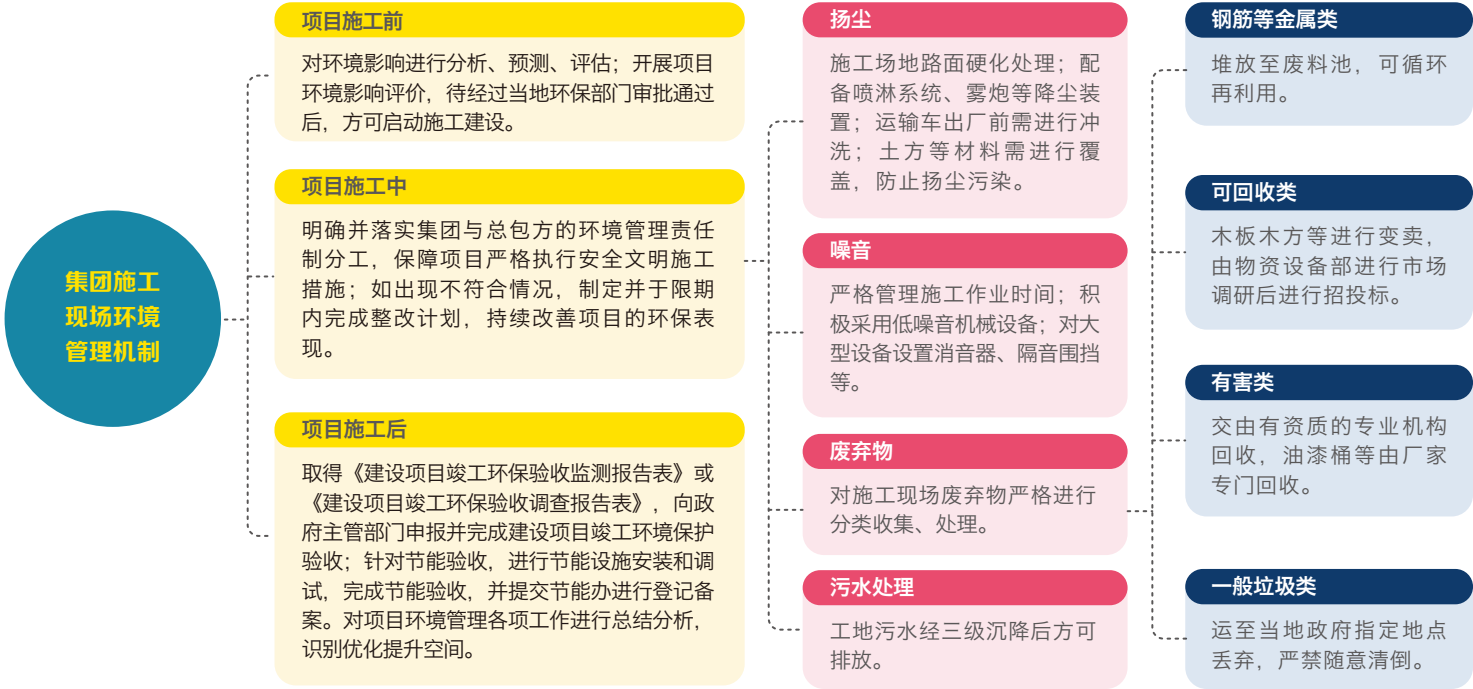 集团施工
现场环境
管理机制
项目施工前
对环境影响进行分析、预测、评估；开展项目
环境影响评价，待经过当地环保部门审批通过
后，方可启动施工建设。
项目施工中
明确并落实集团与总包方的环境管理责任
制分工，保障项目严格执行安全文明施工
措施；如出现不符合情况，制定并于限期
内完成整改计划，持续改善项目的环保表
现。
项目施工后
取得《建设项目竣工环保验收监测报告表》或
《建设项目竣工环保验收调查报告表》，向政
府主管部门申报并完成建设项目竣工环境保护
验收；针对节能验收，进行节能设施安装和调
试，完成节能验收，并提交节能办进行登记备
案。对项目环境管理各项工作进行总结分析，
识别优化提升空间。
扬尘
施工场地路面硬化处理；配
备喷淋系统、雾炮等降尘装
置；运输车出厂前需进行冲
洗；土方等材料需进行覆
盖，防止扬尘污染。
噪音
严格管理施工作业时间；积
极采用低噪音机械设备；对大
型设备设置消音器、隔音围挡
等。
废弃物
对施工现场废弃物严格进行
分类收集、处理。
污水处理
工地污水经三级沉降后方可
排放。
钢筋等金属类
堆放至废料池，可循环
再利用。
可回收类
木板木方等进行变卖，
由物资设备部进行市场
调研后进行招投标。
有害类
交由有资质的专业机构
回收，油漆桶等由厂家
专门回收。
一般垃圾类
运至当地政府指定地点
丢弃，严禁随意清倒。